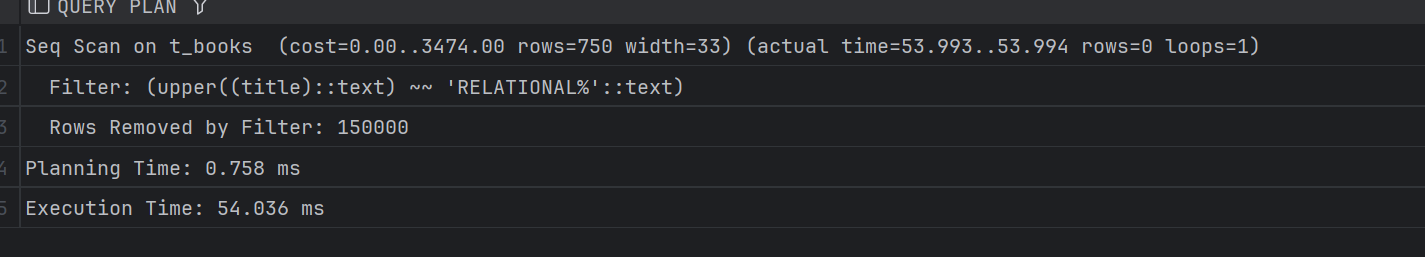 QUERY PLAN
1 Seq Scan on t_books  (cost=0.00..3474.00 rows=750 width=33) (actual time=53.993..53.994 rows=0 loops=1)
2   Filter: (upper((title)::text) ~~ 'RELATIONAL%'::text)
3   Rows Removed by Filter: 150000
4 Planning Time: 0.758 ms
5 Execution Time: 54.036 ms